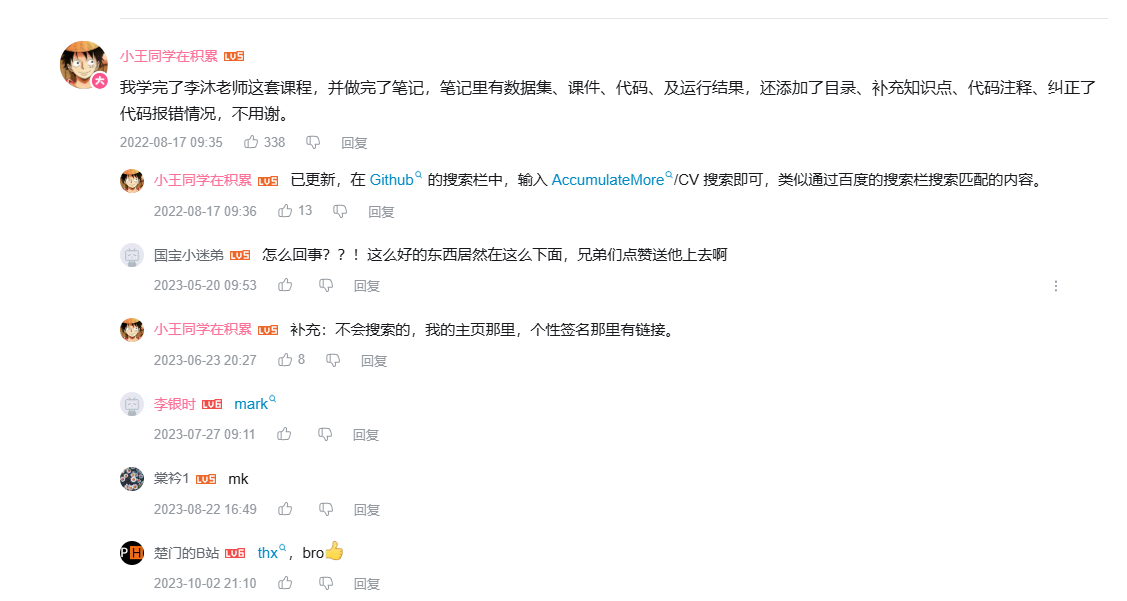 小王同学在积累 LV5
我学完了李沐老师这套课程，并做完了笔记，笔记里有数据集、课件、代码、及运行结果，还添加了目录、补充知识点、代码注释、纠正了
代码报错情况，不用谢。
2022-08-17 09:35 338 回复
小王同学在积累 LV5 已更新，在 Github 的搜索栏中，输入 AccumulateMore/CV 搜索即可，类似通过百度的搜索栏搜索匹配的内容。
2022-08-17 09:36 13 回复
国宝小迷弟 LV5 怎么回事？？！这么好的东西居然在这么下面，兄弟们点赞送他上去啊
2023-05-20 09:53 回复
小王同学在积累 LV5 补充：不会搜索的，我的主页那里，个性签名那里有链接。
2023-06-23 20:27 8 回复
李银时 LV6 mark
2023-07-27 09:11 回复
棠衿1 LV5 mk
2023-08-22 16:49 回复
楚门的B站 LV6 thx，bro👍
2023-10-02 21:10 回复
大
PH